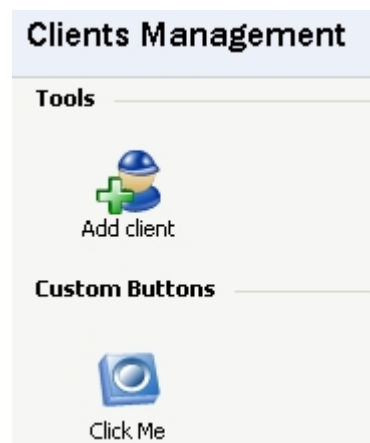 Clients Management
Tools
Add client
Custom Buttons
Click Me